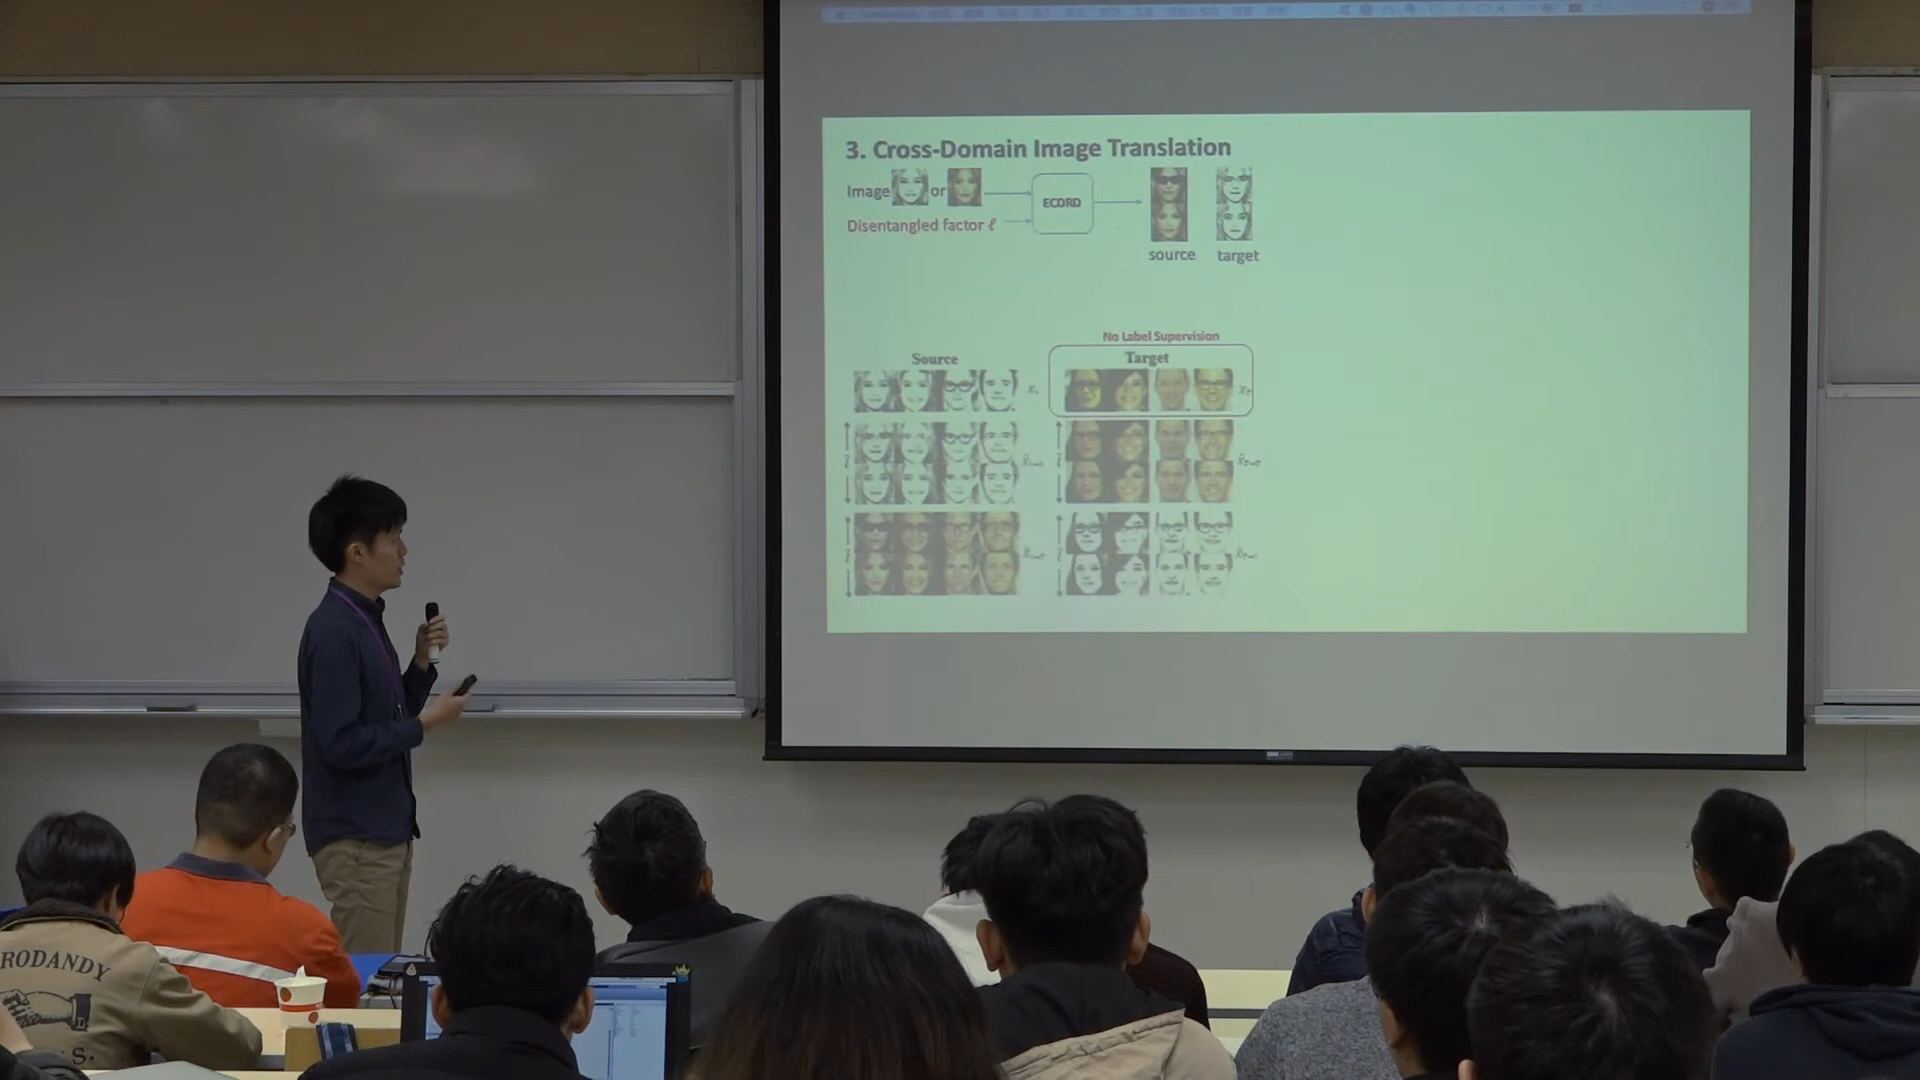 3. Cross-Domain Image Translation
Image or
Disentangled factor ℓ
ECDRD
source target
No Label Supervision
Source
Target
RODANDY
S.